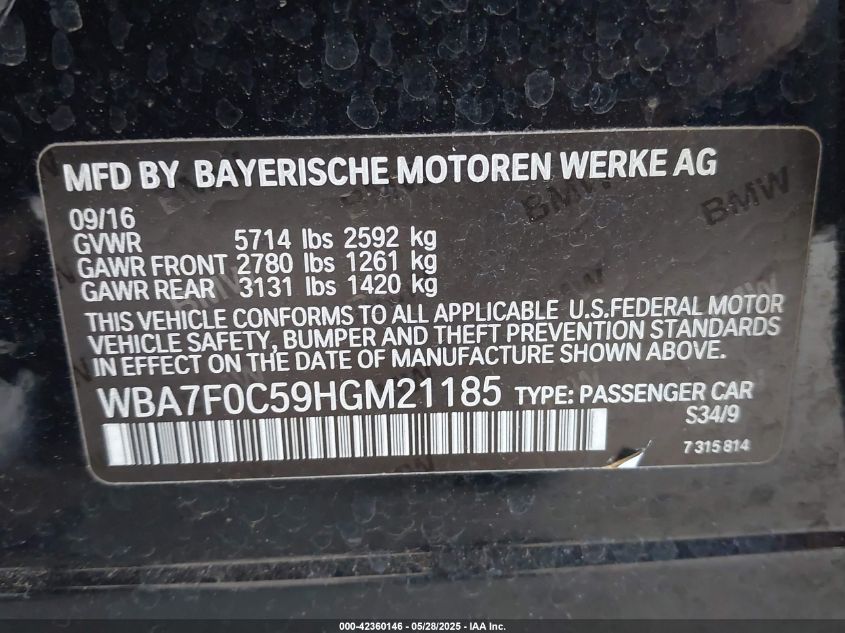 MFD BY BAYERISCHE MOTOREN WERKE AG
09/16
GVWR 5714 lbs 2592 kg
GAWR FRONT 2780 lbs 1261 kg
GAWR REAR 3131 lbs 1420 kg
THIS VEHICLE CONFORMS TO ALL APPLICABLE U.S.FEDERAL MOTOR
VEHICLE SAFETY, BUMPER AND THEFT PREVENTION STANDARDS
IN EFFECT ON THE DATE OF MANUFACTURE SHOWN ABOVE.
WBA7F0C59HGM21185 TYPE: PASSENGER CAR
S34/9
7 315 814
BMW
BMW
000-42360146 - 05/28/2025 - IAA Inc.